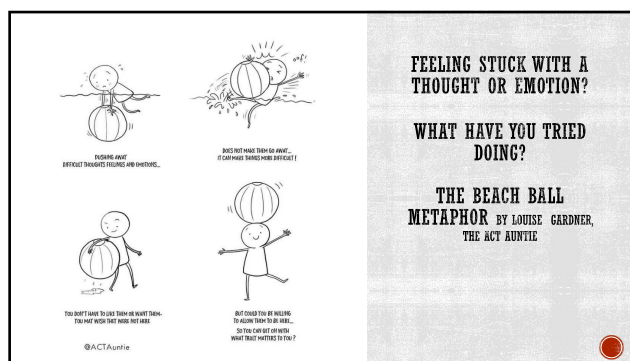 oof!
PUSHING AWAY
DIFFICULT THOUGHTS FEELINGS AND EMOTIONS...
DOES NOT MAKE THEM GO AWAY...
IT CAN MAKE THINGS MORE DIFFICULT!
YOU DON'T HAVE TO LIKE THEM OR WANT THEM-
YOU MAY WISH THAT WERE NOT HERE
BUT COULD YOU BE WILLING
TO ALLOW THEM TO BE HERE...
SO YOU CAN GET ON WITH
WHAT TRULY MATTERS TO YOU?
@ACTAuntie
FEELING STUCK WITH A
THOUGHT OR EMOTION?
WHAT HAVE YOU TRIED
DOING?
THE BEACH BALL
METAPHOR BY LOUISE GARDNER,
THE ACT AUNTIE